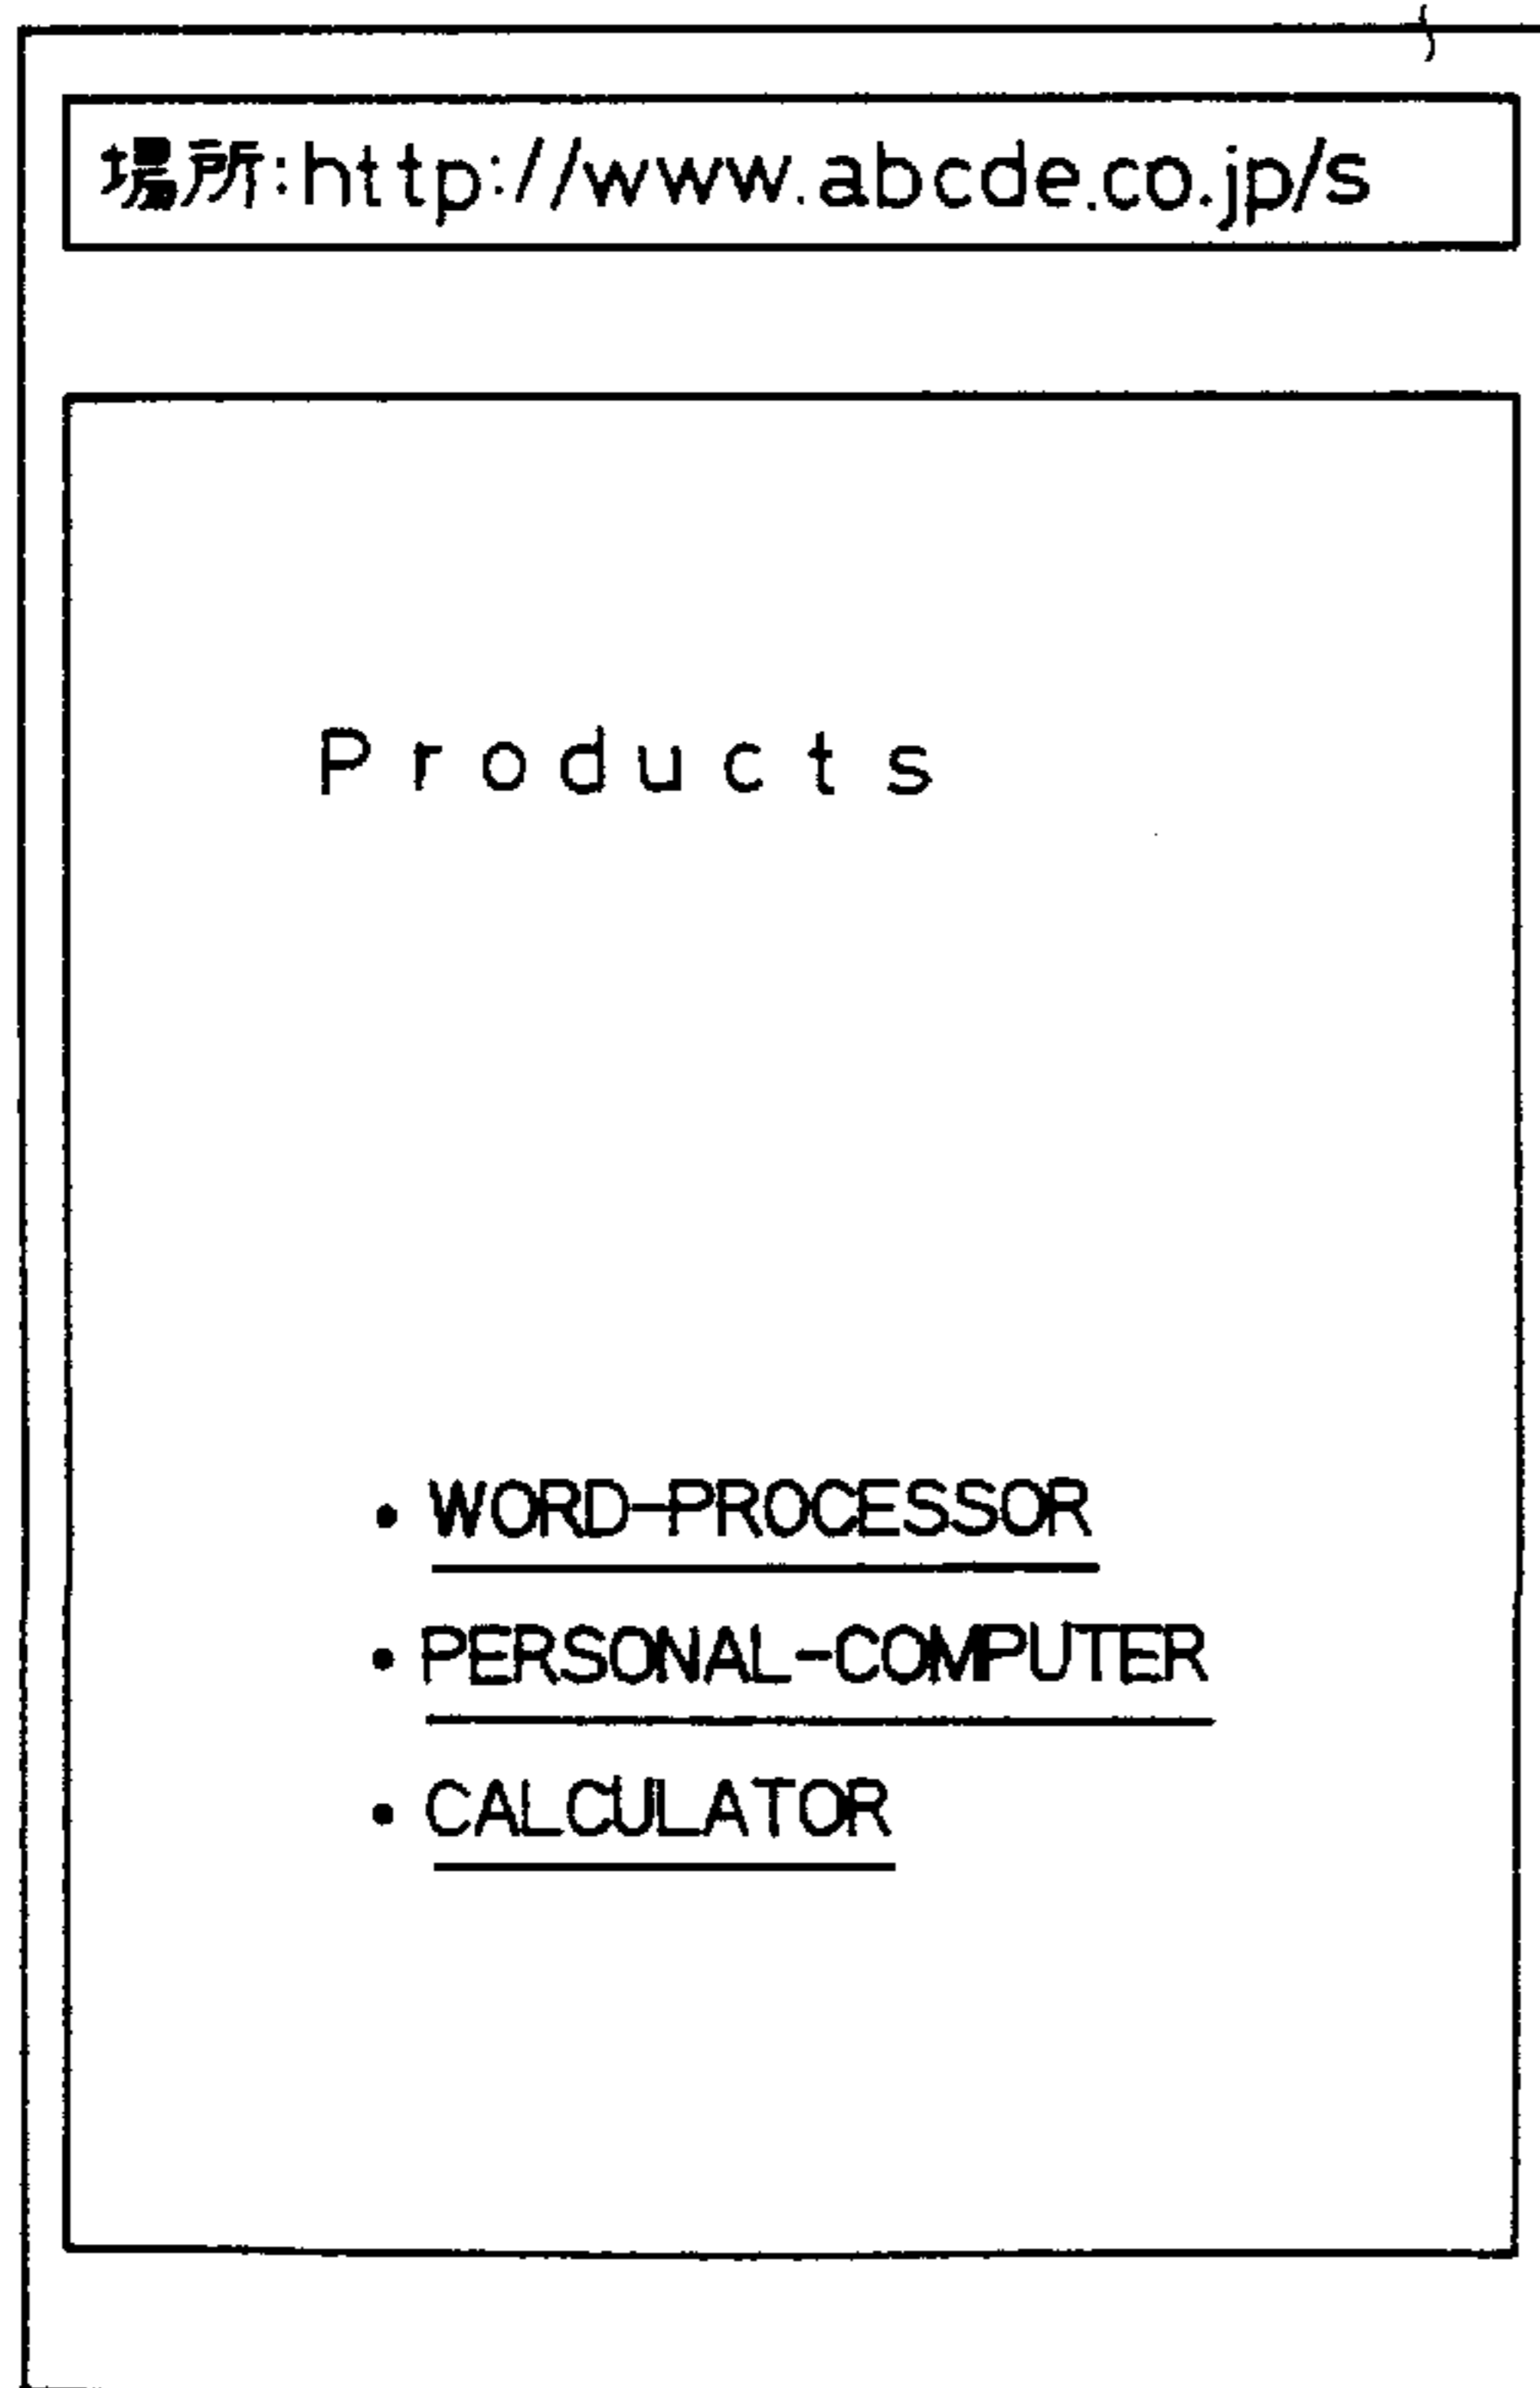 場所:http://www.abcde.co.jp/s
Products
・WORD-PROCESSOR
・PERSONAL-COMPUTER
・CALCULATOR